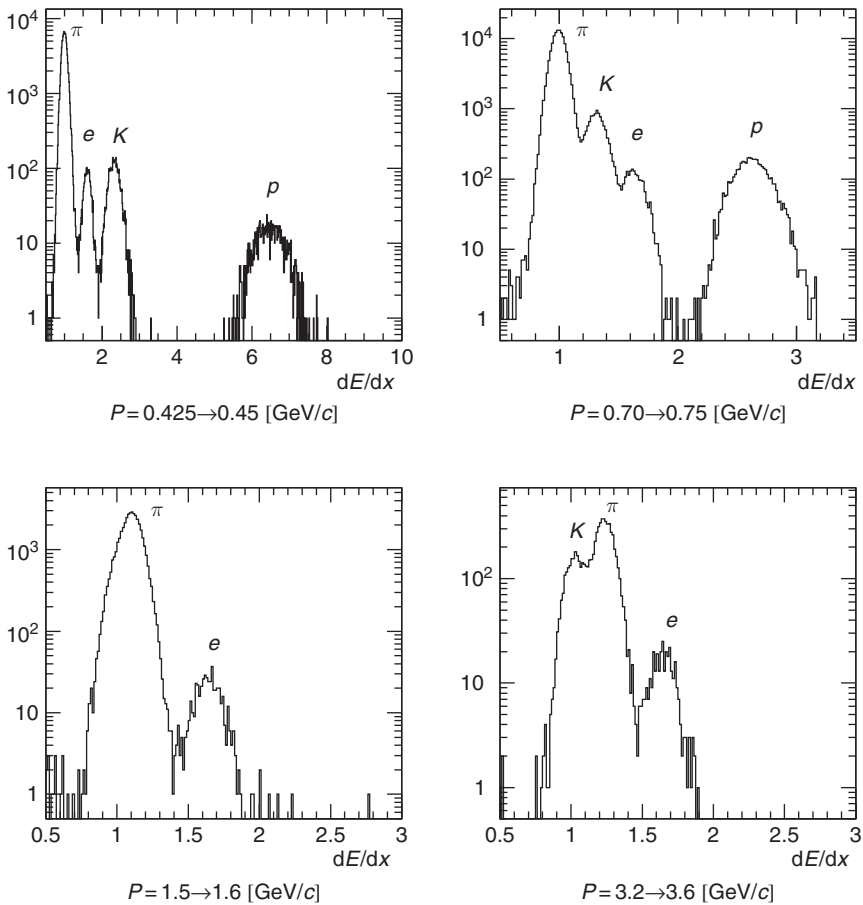 10⁴ 10³ 10² 10 1
π e K p
2 4 6 8 10
dE/dx
P = 0.425→0.45 [GeV/c]
10⁴ 10³ 10² 10 1
π K e p
1 2 3
dE/dx
P = 0.70→0.75 [GeV/c]
10³ 10² 10 1
π e
0.5 1 1.5 2 2.5 3
dE/dx
P = 1.5→1.6 [GeV/c]
10² 10 1
K π e
0.5 1 1.5 2 2.5 3
dE/dx
P = 3.2→3.6 [GeV/c]